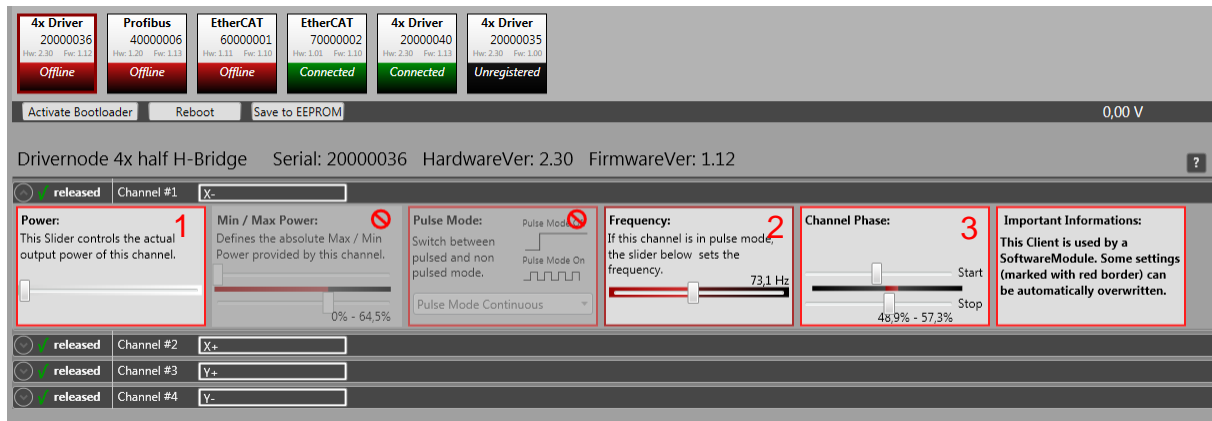 4x Driver
20000036
Hw: 2.30 Fw: 1.12
Offline
Profibus
40000006
Hw: 1.20 Fw: 1.13
Offline
EtherCAT
60000001
Hw: 1.11 Fw: 1.10
Offline
EtherCAT
70000002
Hw: 1.01 Fw: 1.10
Connected
4x Driver
20000040
Hw: 2.30 Fw: 1.13
Connected
4x Driver
20000035
Hw: 2.30 Fw: 1.00
Unregistered
Activate Bootloader Reboot Save to EEPROM 0,00 V
Drivernode 4x half H-Bridge Serial: 20000036 HardwareVer: 2.30 FirmwareVer: 1.12 ?
released Channel #1 X-
Power: 1
This Slider controls the actual
output power of this channel.
Min / Max Power:
Defines the absolute Max / Min
Power provided by this channel.
0% - 64,5%
Pulse Mode:
Switch between
pulsed and non
pulsed mode.
Pulse Mode
Pulse Mode On
Pulse Mode Continuous
Frequency: 2
If this channel is in pulse mode,
the slider below sets the
frequency.
73,1 Hz
Channel Phase: 3
Start
Stop
48,9% - 57,3%
Important Informations:
This Client is used by a
SoftwareModule. Some settings
(marked with red border) can
be automatically overwritten.
released Channel #2 X+
released Channel #3 Y+
released Channel #4 Y-